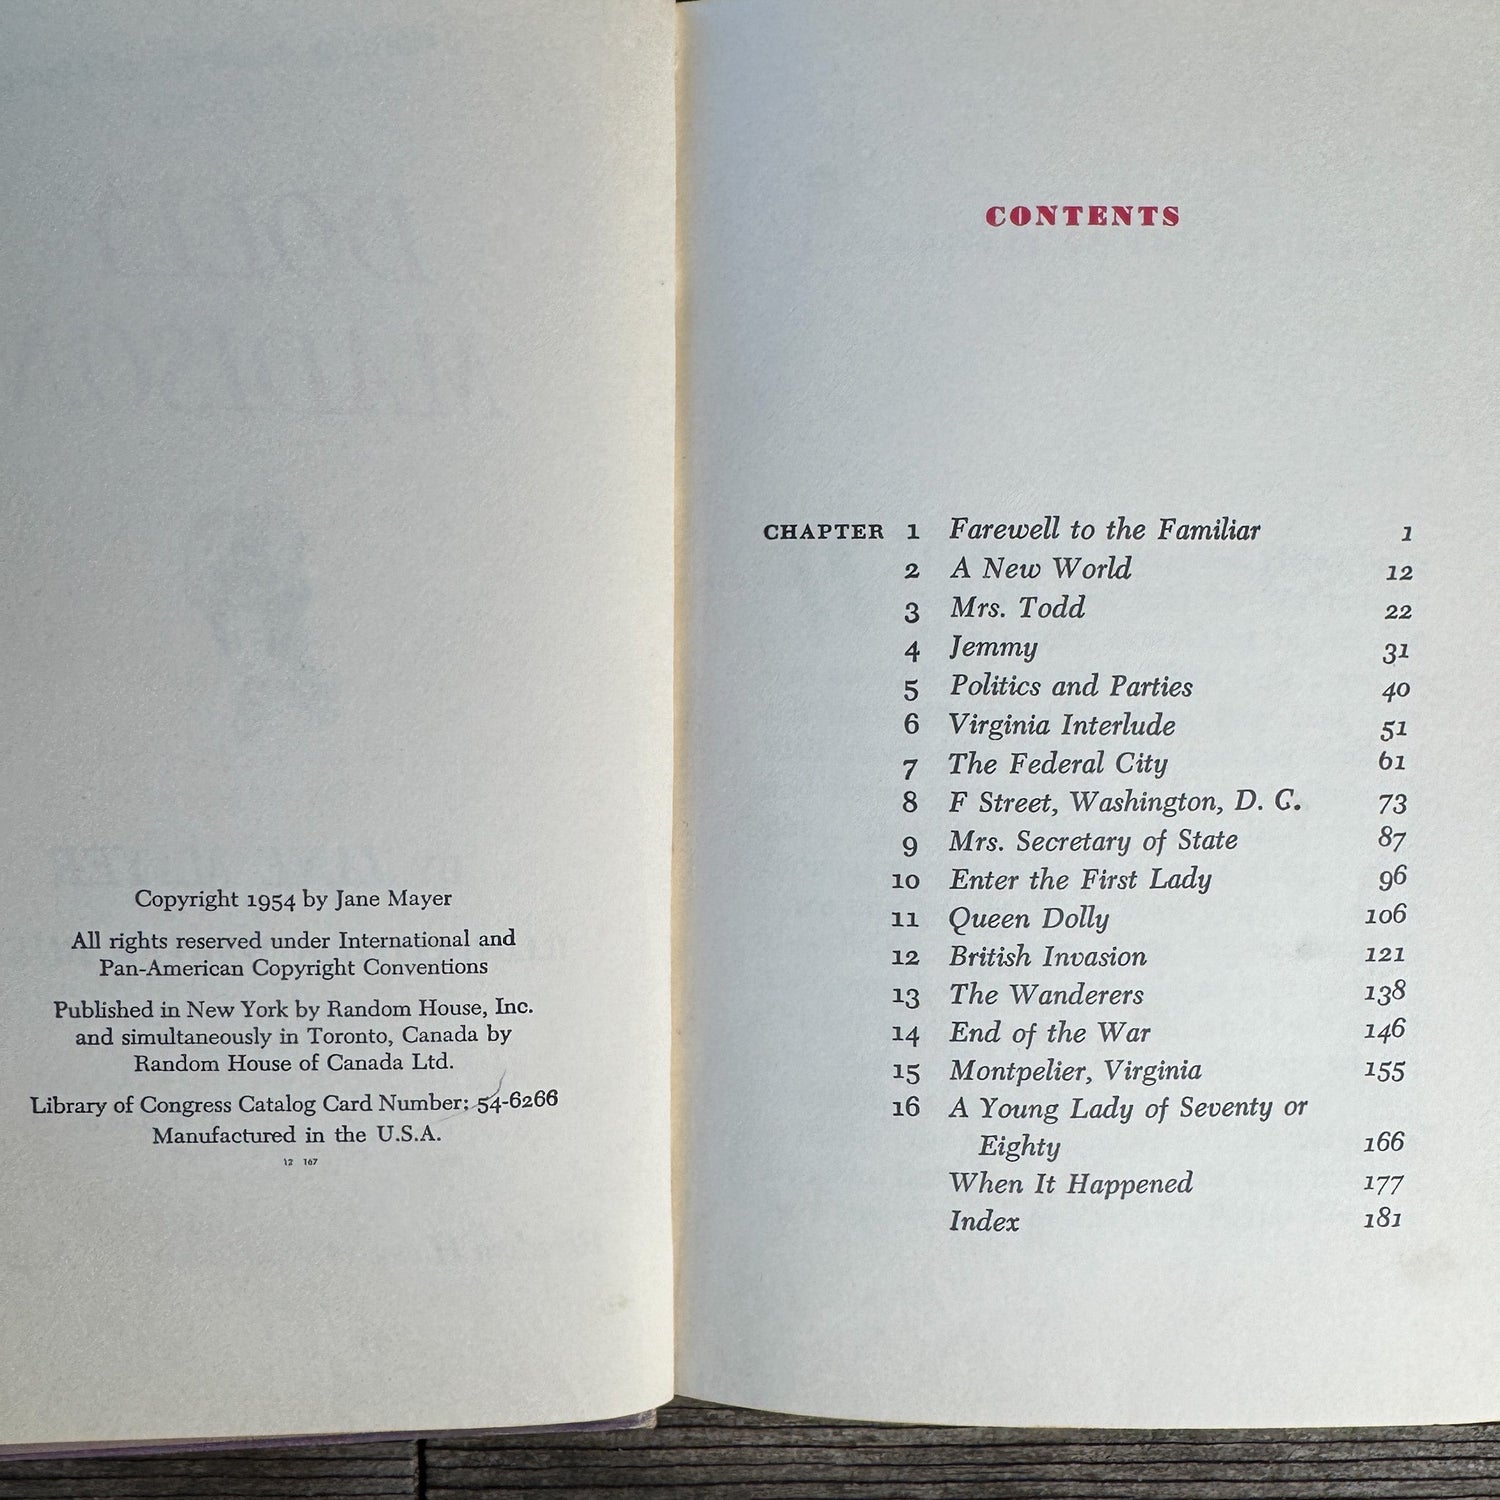 Copyright 1954 by Jane Mayer
All rights reserved under International and
Pan-American Copyright Conventions
Published in New York by Random House, Inc.
and simultaneously in Toronto, Canada by
Random House of Canada Ltd.
Library of Congress Catalog Card Number: 54-6266
Manufactured in the U.S.A.
12 167
CONTENTS
CHAPTER 1 Farewell to the Familiar 1
2 A New World 12
3 Mrs. Todd 22
4 Jemmy 31
5 Politics and Parties 40
6 Virginia Interlude 51
7 The Federal City 61
8 F Street, Washington, D. C. 73
9 Mrs. Secretary of State 87
10 Enter the First Lady 96
11 Queen Dolly 106
12 British Invasion 121
13 The Wanderers 138
14 End of the War 146
15 Montpelier, Virginia 155
16 A Young Lady of Seventy or
Eighty 166
When It Happened 177
Index 181